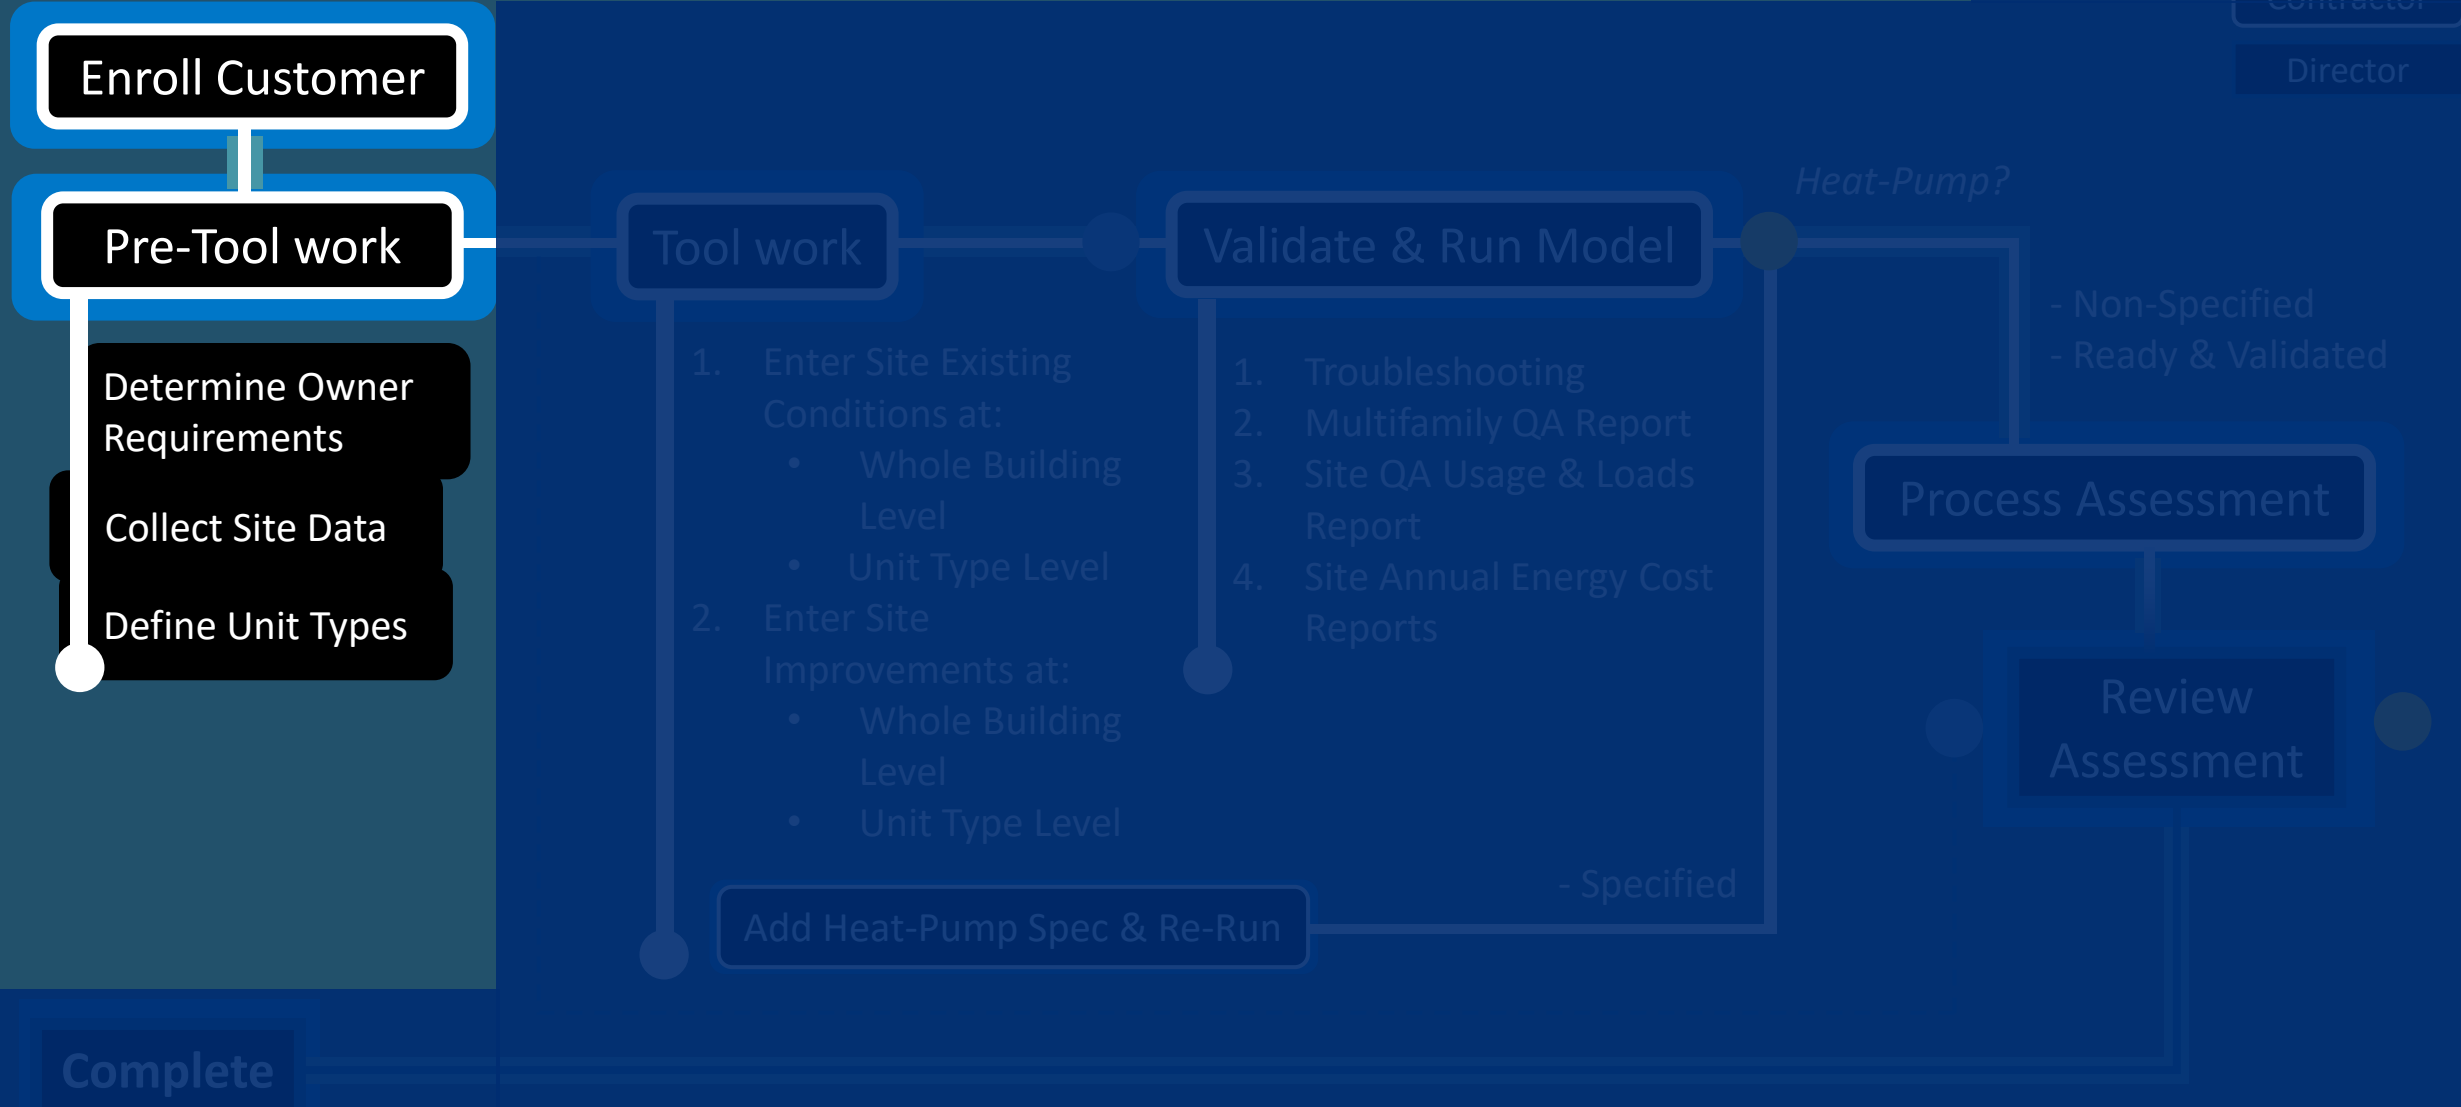 Contractor
Director
Enroll Customer
Pre-Tool work
Determine Owner
Requirements
Collect Site Data
Define Unit Types
Tool work
1. Enter Site Existing
Conditions at:
• Whole Building
Level
• Unit Type Level
2. Enter Site
Improvements at:
• Whole Building
Level
• Unit Type Level
Add Heat-Pump Spec & Re-Run
Validate & Run Model
1. Troubleshooting
2. Multifamily QA Report
3. Site QA Usage & Loads
Report
4. Site Annual Energy Cost
Reports
- Specified
Heat-Pump?
- Non-Specified
- Ready & Validated
Process Assessment
Review
Assessment
Complete